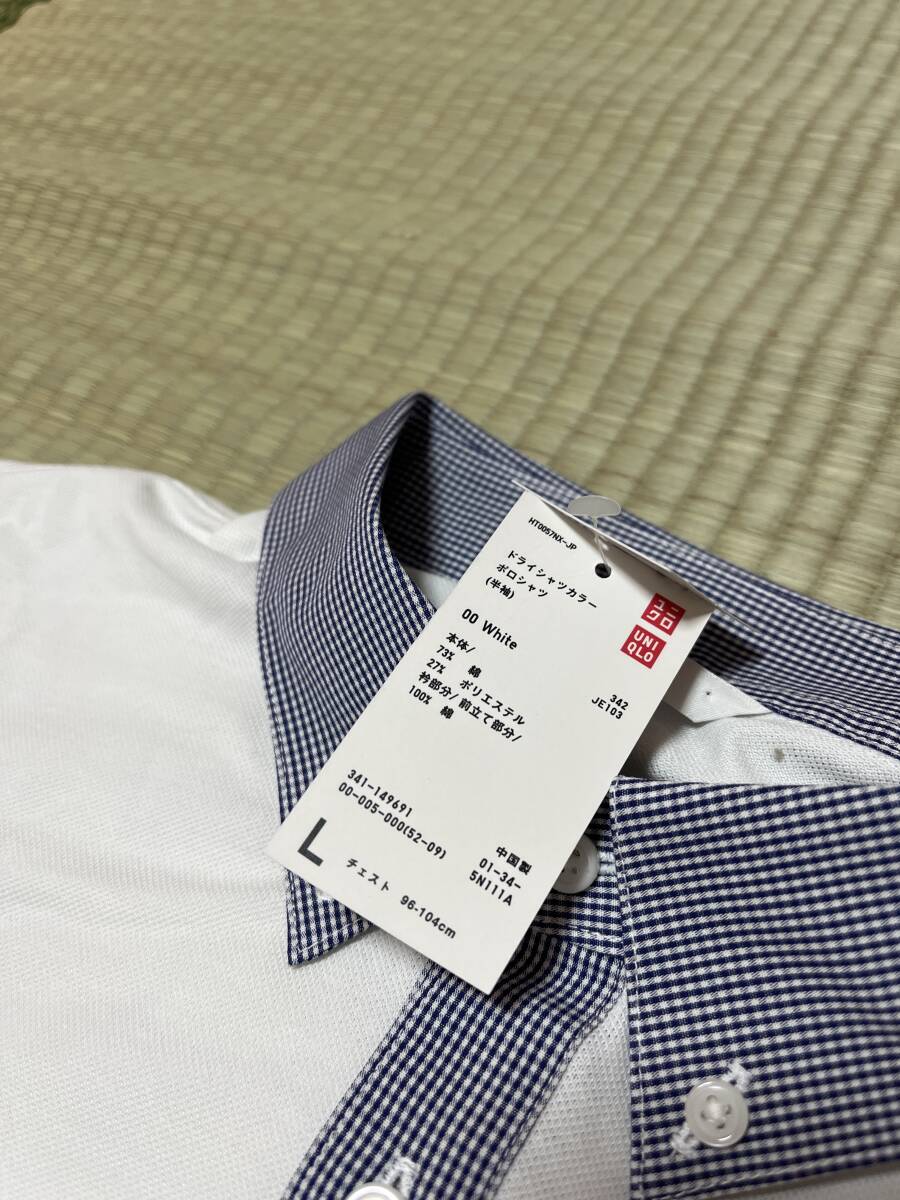 HT0057NX-JP
ドライシャツカラー
ポロシャツ
(半袖)
ユニ
クロ
UNI
QLO
00 White
342
JE103
本体/
73% 綿
27% ポリエステル
衿部分/前立て部分/
100% 綿
341-149691
00-005-000(52-09)
中国製
01-34-
5N111A
L
チェスト 96-104cm